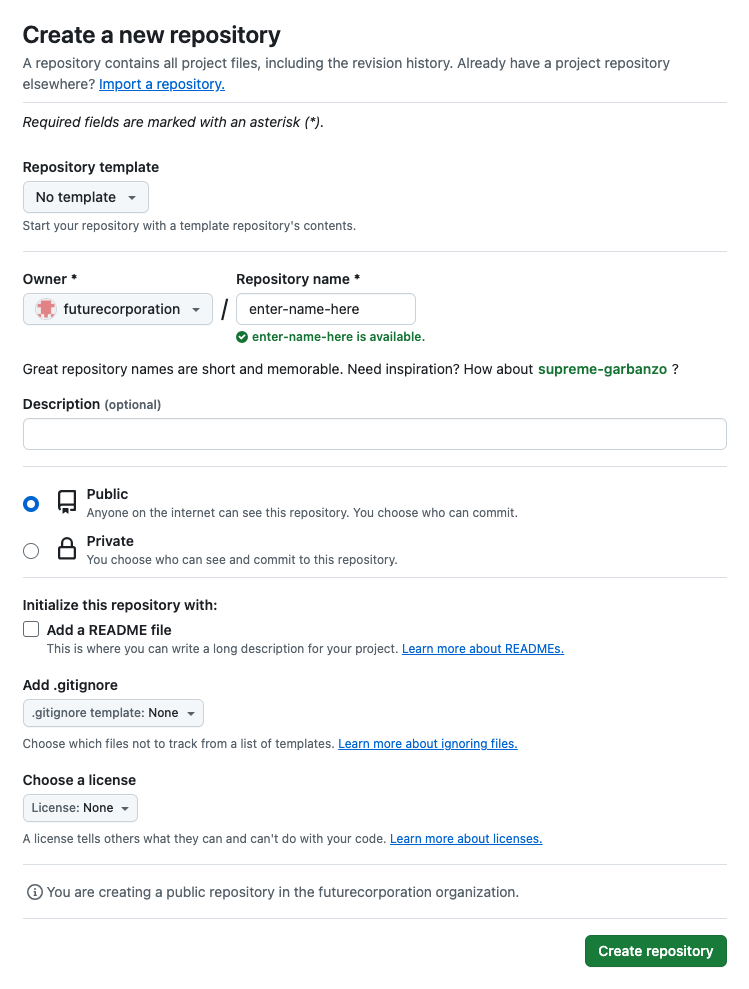 Create a new repository
A repository contains all project files, including the revision history. Already have a project repository
elsewhere? Import a repository.
Required fields are marked with an asterisk (*).
Repository template
No template
Start your repository with a template repository's contents.
Owner *
Repository name *
futurecorporation
/
enter-name-here
enter-name-here is available.
Great repository names are short and memorable. Need inspiration? How about supreme-garbanzo ?
Description (optional)
Public
Anyone on the internet can see this repository. You choose who can commit.
Private
You choose who can see and commit to this repository.
Initialize this repository with:
Add a README file
This is where you can write a long description for your project. Learn more about READMEs.
Add .gitignore
.gitignore template: None
Choose which files not to track from a list of templates. Learn more about ignoring files.
Choose a license
License: None
A license tells others what they can and can't do with your code. Learn more about licenses.
You are creating a public repository in the futurecorporation organization.
Create repository